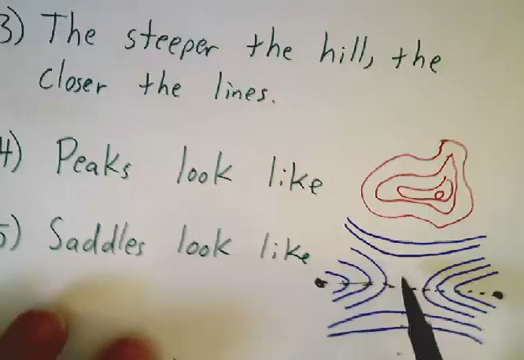 3) The steeper the hill, the
closer the lines.
4) Peaks look like
5) Saddles look like